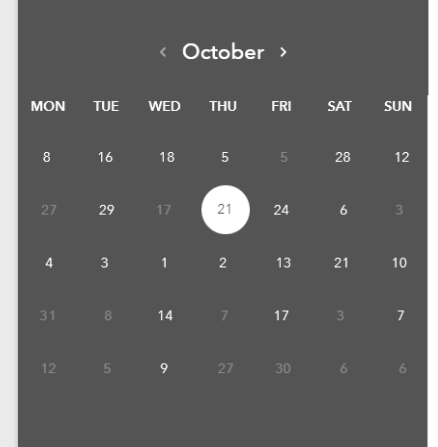 ‹ October ›
MON TUE WED THU FRI SAT SUN
8 16 18 5 5 28 12
27 29 17 21 24 6 3
4 3 1 2 13 21 10
31 8 14 7 17 3 7
12 5 9 27 30 6 6